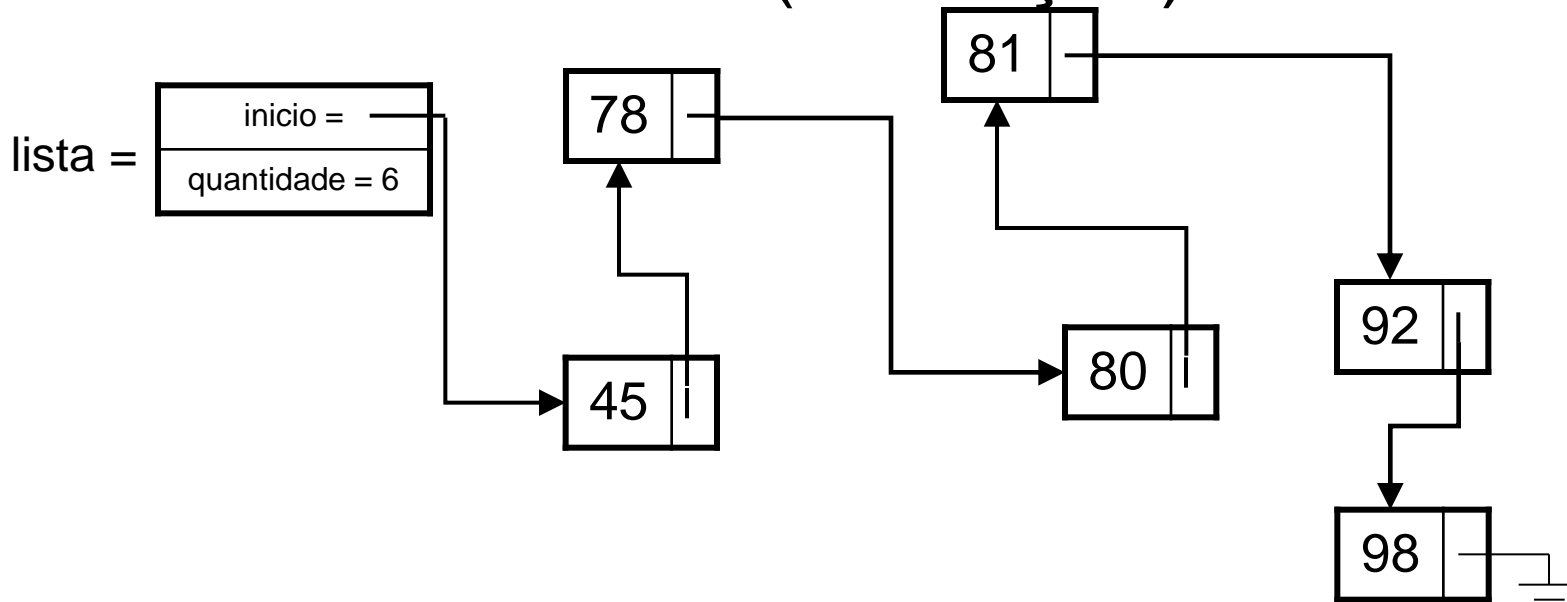 lista =
inicio =
quantidade = 6
78
81
45
80
92
98